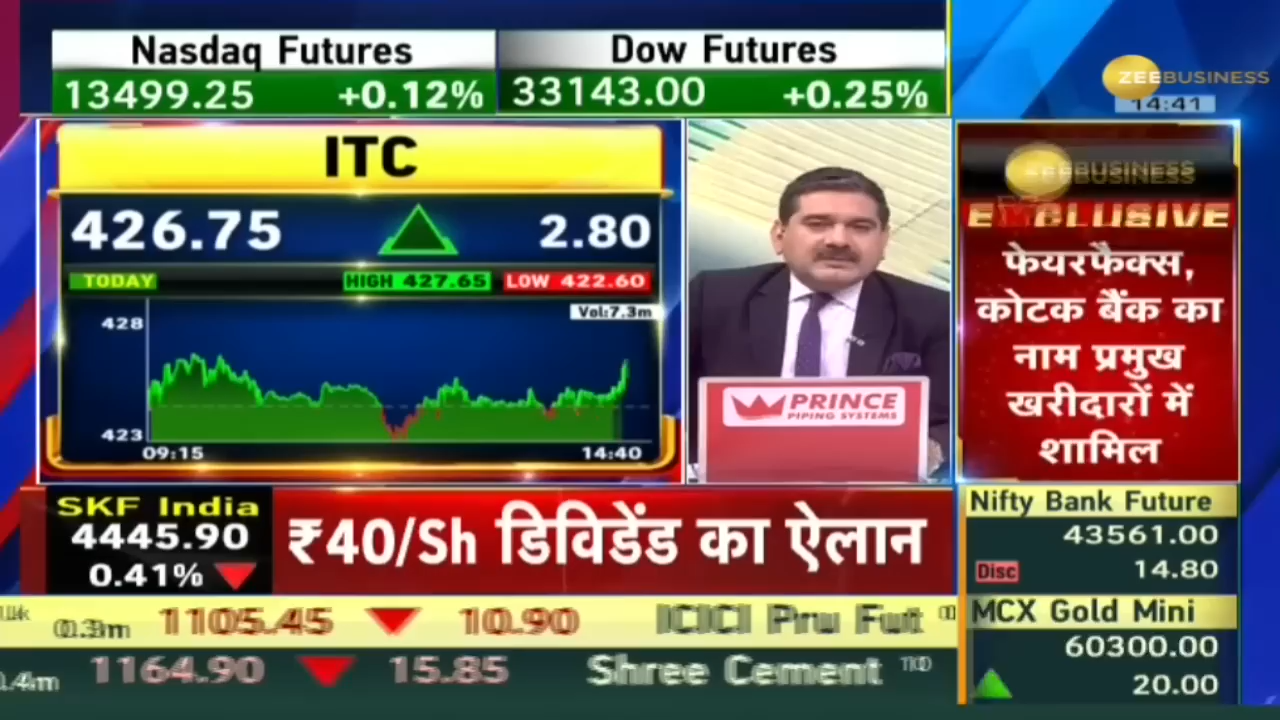 Nasdaq Futures
13499.25 +0.12%
Dow Futures
33143.00 +0.25%
ZEEBUSINESS
14:41
ITC
426.75 2.80
TODAY HIGH 427.65 LOW 422.60
Vol:7.3m
428
423
09:15 14:40
PRINCE
PIPING SYSTEMS
ZEEBUSINESS
EXCLUSIVE
फेयरफैक्स,
कोटक बैंक का
नाम प्रमुख
खरीदारों में
शामिल
SKF India
4445.90
0.41%
₹40/Sh डिविडेंड का ऐलान
Nifty Bank Future
43561.00
Disc 14.80
MCX Gold Mini
60300.00
20.00
0.3m 1105.45 10.90 ICICI Pru Fut
1164.90 15.85 Shree Cement